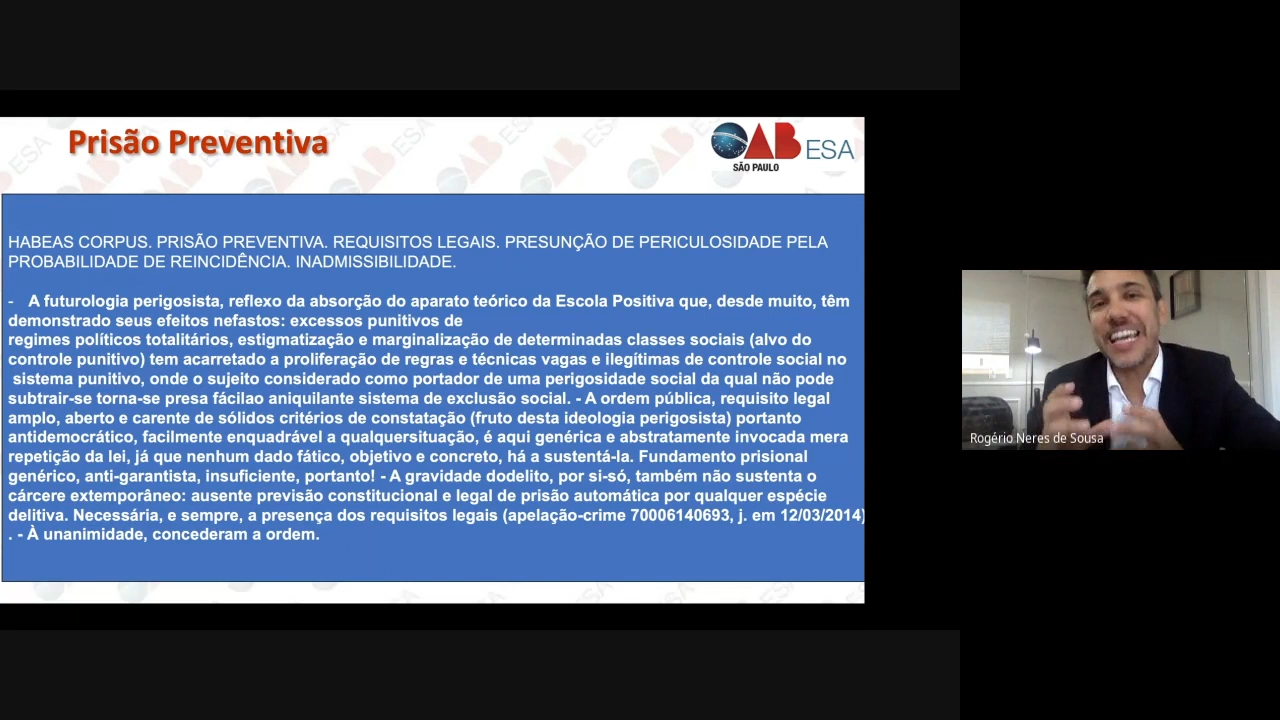 Prisão Preventiva
OAB ESA
SÃO PAULO
HABEAS CORPUS. PRISÃO PREVENTIVA. REQUISITOS LEGAIS. PRESUNÇÃO DE PERICULOSIDADE PELA
PROBABILIDADE DE REINCIDÊNCIA. INADMISSIBILIDADE.
- A futurologia perigosista, reflexo da absorção do aparato teórico da Escola Positiva que, desde muito, têm
demonstrado seus efeitos nefastos: excessos punitivos de
regimes políticos totalitários, estigmatização e marginalização de determinadas classes sociais (alvo do
controle punitivo) tem acarretado a proliferação de regras e técnicas vagas e ilegítimas de controle social no
sistema punitivo, onde o sujeito considerado como portador de uma perigosidade social da qual não pode
subtrair-se torna-se presa fácilao aniquilante sistema de exclusão social. - A ordem pública, requisito legal
amplo, aberto e carente de sólidos critérios de constatação (fruto desta ideologia perigosista) portanto
antidemocrático, facilmente enquadrável a qualquersituação, é aqui genérica e abstratamente invocada mera
repetição da lei, já que nenhum dado fático, objetivo e concreto, há a sustentá-la. Fundamento prisional
genérico, anti-garantista, insuficiente, portanto! - A gravidade dodelito, por si-só, também não sustenta o
cárcere extemporâneo: ausente previsão constitucional e legal de prisão automática por qualquer espécie
delitiva. Necessária, e sempre, a presença dos requisitos legais (apelação-crime 70006140693, j. em 12/03/2014)
. - À unanimidade, concederam a ordem.
Rogério Neres de Sousa